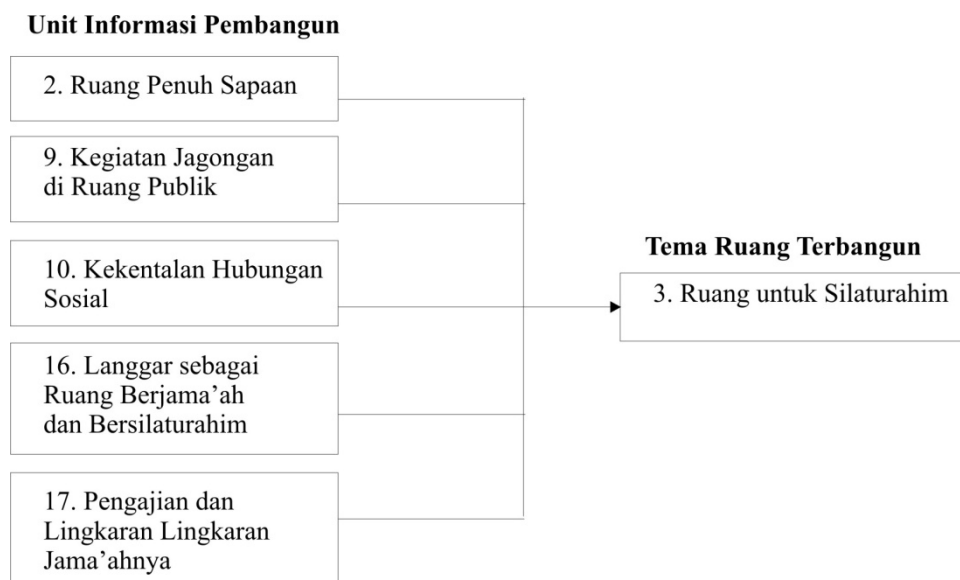 Unit Informasi Pembangun
2. Ruang Penuh Sapaan
9. Kegiatan Jagongan
di Ruang Publik
10. Kekentalan Hubungan
Sosial
16. Langgar sebagai
Ruang Berjama’ah
dan Bersilaturahim
17. Pengajian dan
Lingkaran Lingkaran
Jama’ahnya
Tema Ruang Terbangun
3. Ruang untuk Silaturahim